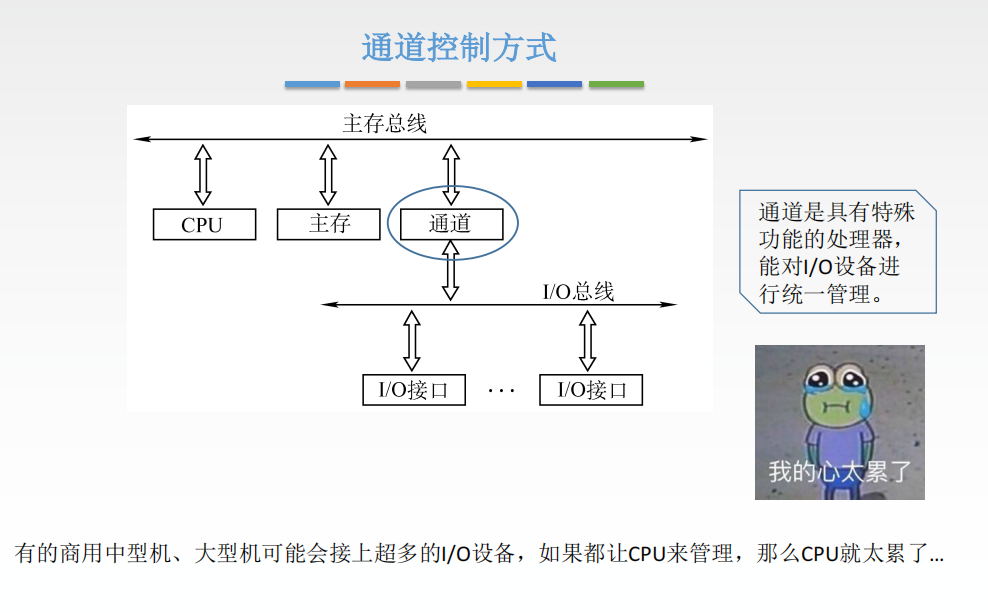 通道控制方式
主存总线
CPU
主存
通道
I/O总线
I/O接口
···
I/O接口
通道是具有特殊
功能的处理器，
能对I/O设备进
行统一管理。
我的心太累了
有的商用中型机、大型机可能会接上超多的I/O设备，如果都让CPU来管理，那么CPU就太累了…